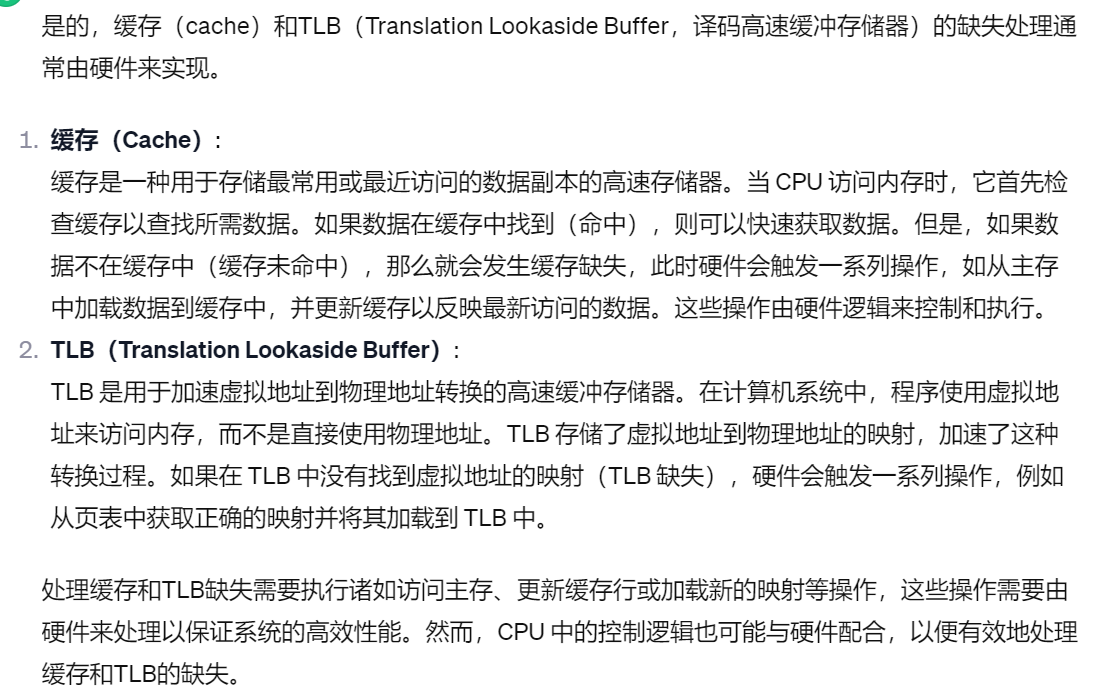 是的，缓存（cache）和TLB（Translation Lookaside Buffer，译码高速缓冲存储器）的缺失处理通
常由硬件来实现。
1. 缓存（Cache）：
缓存是一种用于存储最常用或最近访问的数据副本的高速存储器。当 CPU 访问内存时，它首先检
查缓存以查找所需数据。如果数据在缓存中找到（命中），则可以快速获取数据。但是，如果数
据不在缓存中（缓存未命中），那么就会发生缓存缺失，此时硬件会触发一系列操作，如从主存
中加载数据到缓存中，并更新缓存以反映最新访问的数据。这些操作由硬件逻辑来控制和执行。
2. TLB（Translation Lookaside Buffer）：
TLB 是用于加速虚拟地址到物理地址转换的高速缓冲存储器。在计算机系统中，程序使用虚拟地
址来访问内存，而不是直接使用物理地址。TLB 存储了虚拟地址到物理地址的映射，加速了这种
转换过程。如果在 TLB 中没有找到虚拟地址的映射（TLB 缺失），硬件会触发一系列操作，例如
从页表中获取正确的映射并将其加载到 TLB 中。
处理缓存和TLB缺失需要执行诸如访问主存、更新缓存行或加载新的映射等操作，这些操作需要由
硬件来处理以保证系统的高效性能。然而，CPU 中的控制逻辑也可能与硬件配合，以便有效地处理
缓存和TLB的缺失。